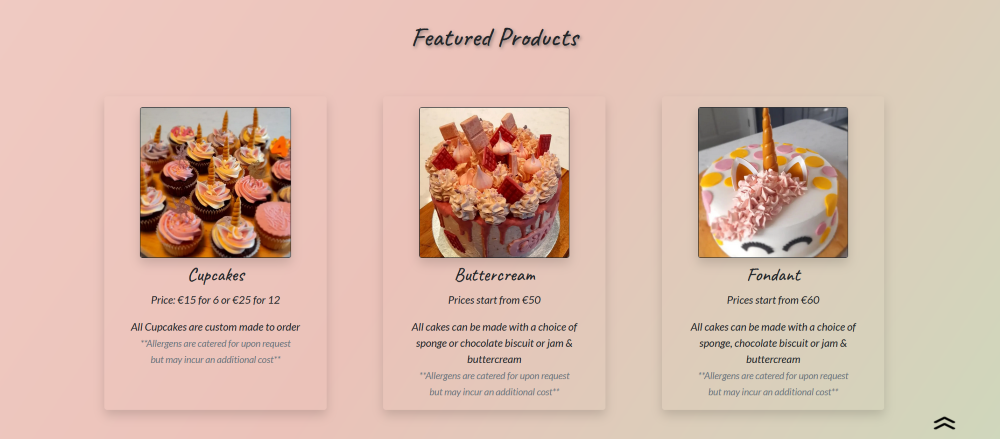 Featured Products
Cupcakes
Price: €15 for 6 or €25 for 12
All Cupcakes are custom made to order
**Allergens are catered for upon request
but may incur an additional cost**
Buttercream
Prices start from €50
All cakes can be made with a choice of
sponge or chocolate biscuit or jam &
buttercream
**Allergens are catered for upon request
but may incur an additional cost**
Fondant
Prices start from €60
All cakes can be made with a choice of
sponge, chocolate biscuit or jam &
buttercream
**Allergens are catered for upon request
but may incur an additional cost**